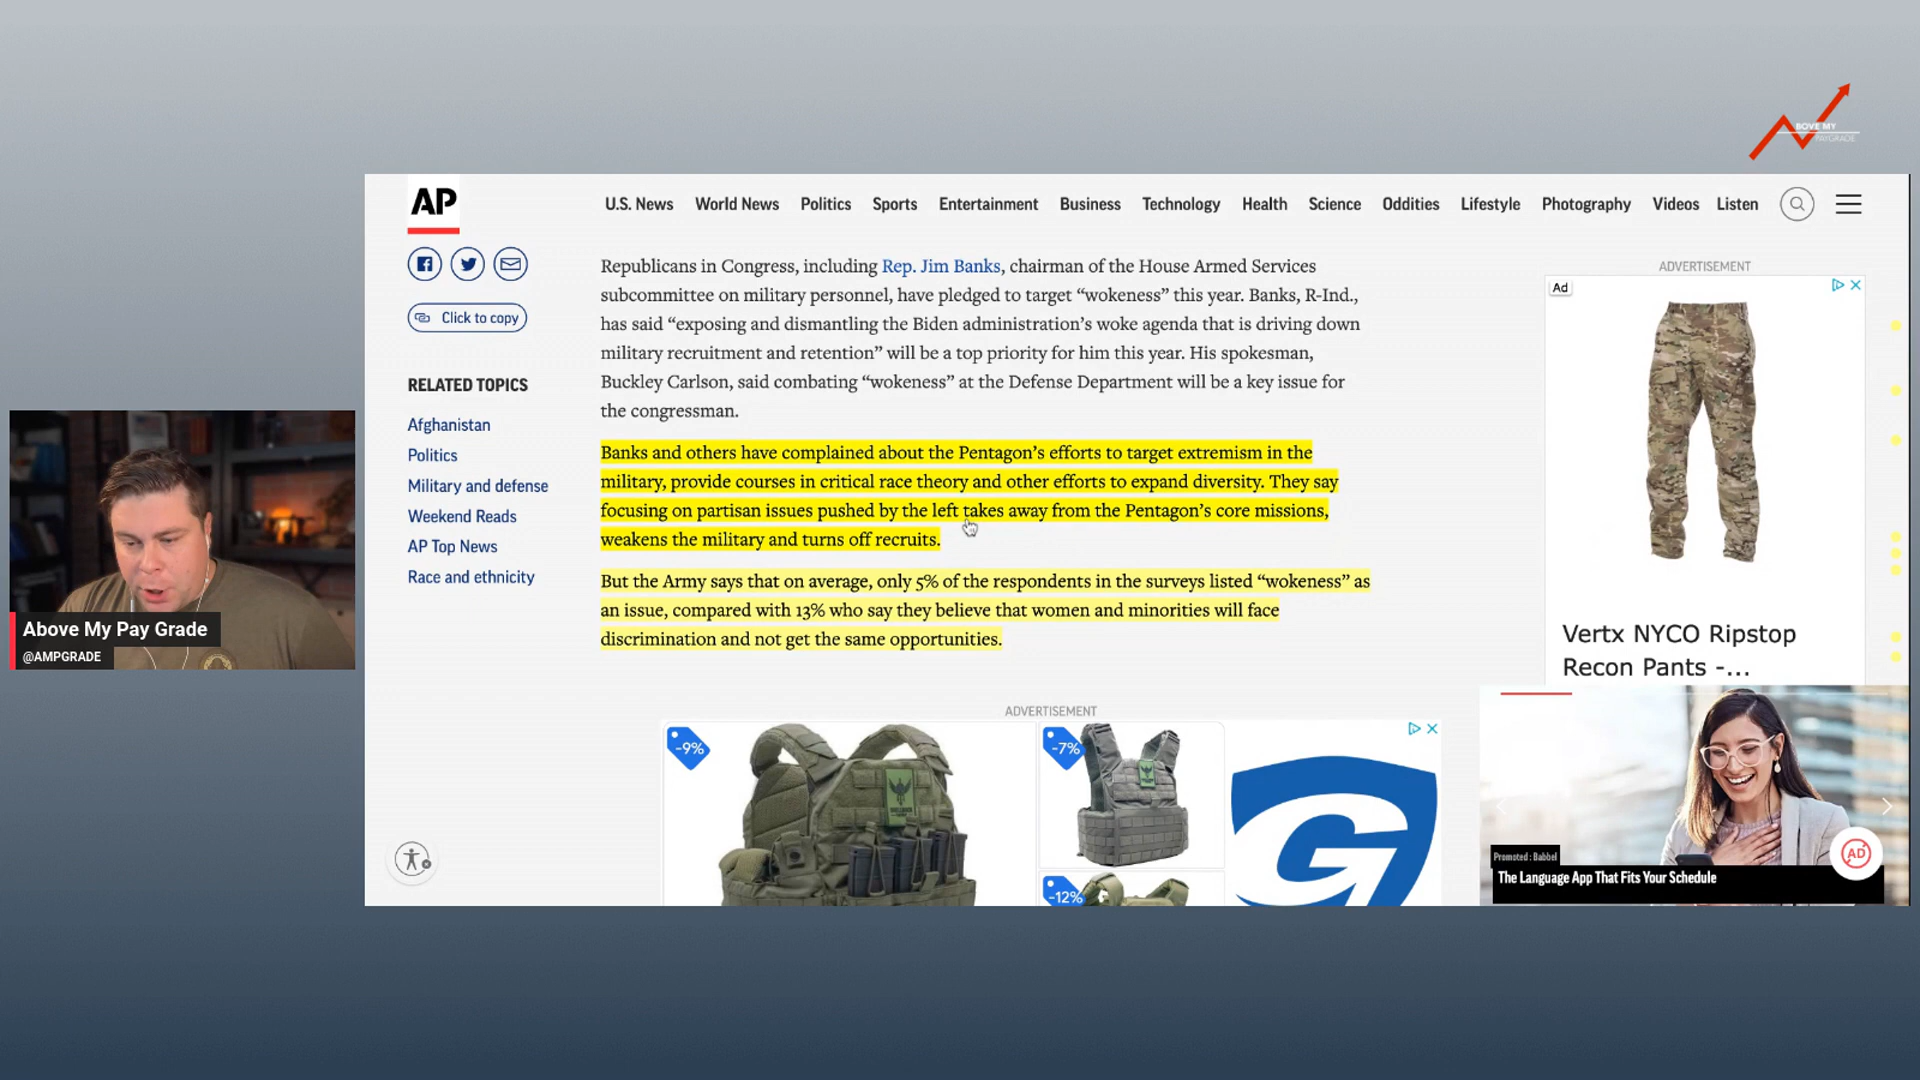 BOVE MY
PAYGRADE
AP
U.S. News World News Politics Sports Entertainment Business Technology Health Science Oddities Lifestyle Photography Videos Listen
Click to copy
RELATED TOPICS
Afghanistan
Politics
Military and defense
Weekend Reads
AP Top News
Race and ethnicity
Republicans in Congress, including Rep. Jim Banks, chairman of the House Armed Services
subcommittee on military personnel, have pledged to target “wokeness” this year. Banks, R-Ind.,
has said “exposing and dismantling the Biden administration’s woke agenda that is driving down
military recruitment and retention” will be a top priority for him this year. His spokesman,
Buckley Carlson, said combating “wokeness” at the Defense Department will be a key issue for
the congressman.
Banks and others have complained about the Pentagon’s efforts to target extremism in the
military, provide courses in critical race theory and other efforts to expand diversity. They say
focusing on partisan issues pushed by the left takes away from the Pentagon’s core missions,
weakens the military and turns off recruits.
But the Army says that on average, only 5% of the respondents in the surveys listed “wokeness” as
an issue, compared with 13% who say they believe that women and minorities will face
discrimination and not get the same opportunities.
ADVERTISEMENT
Ad
Vertx NYCO Ripstop
Recon Pants -...
Above My Pay Grade
@AMPGRADE
ADVERTISEMENT
-9%
-7%
-12%
G
Promoted : Babbel
The Language App That Fits Your Schedule
AD